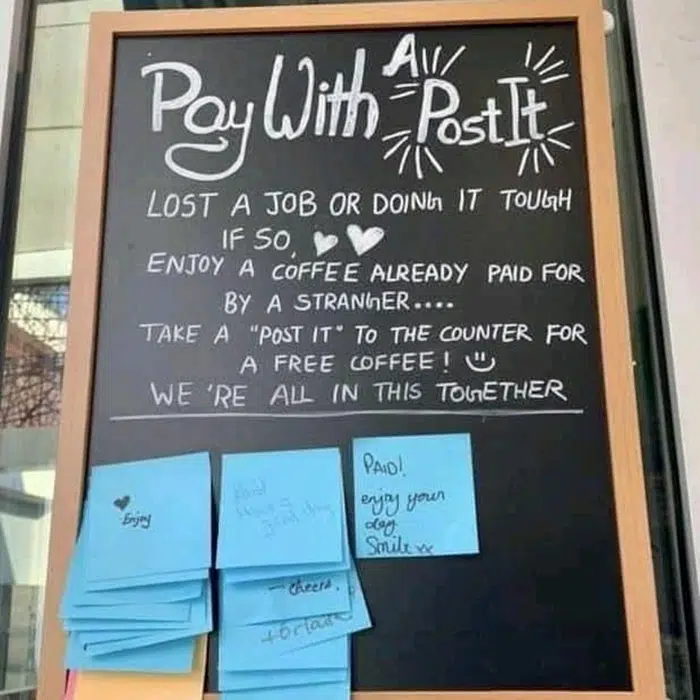 Pay With A Post It
LOST A JOB OR DOING IT TOUGH
IF SO,
ENJOY A COFFEE ALREADY PAID FOR
BY A STRANGER....
TAKE A "POST IT" TO THE COUNTER FOR
A FREE COFFEE!
WE'RE ALL IN THIS TOGETHER
Enjoy
Paid
Have a
good day
- cheers.
PAID!
enjoy your
day
Smile xx